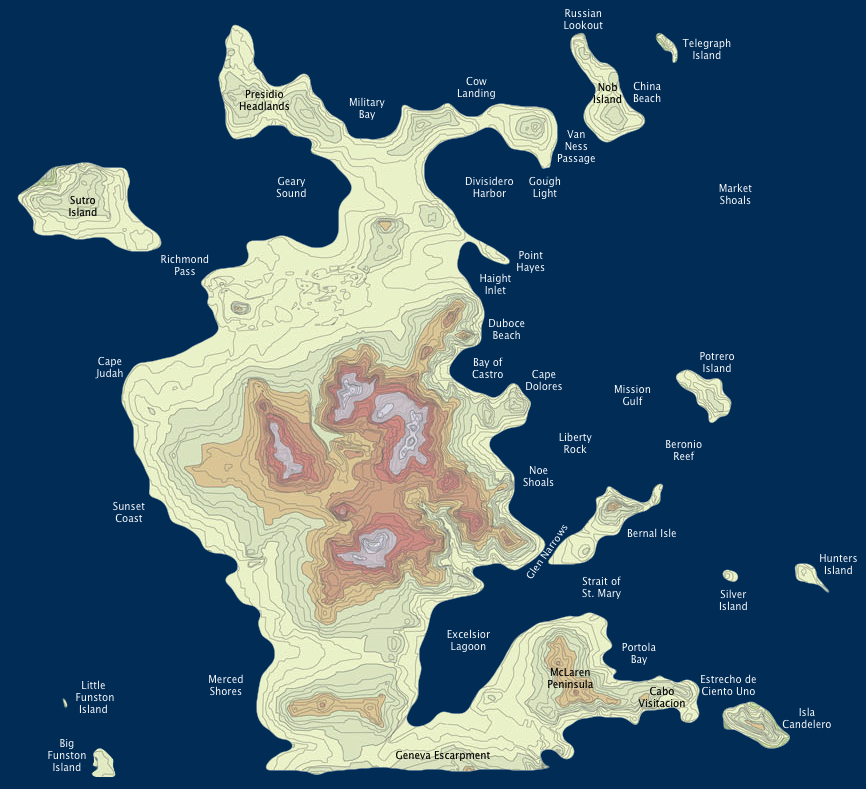 Russian
Lookout
Telegraph
Island
Cow
Landing
Presidio
Headlands
Military
Bay
Nob
Island
China
Beach
Van
Ness
Passage
Geary
Sound
Divisidero
Harbor
Gough
Light
Market
Shoals
Sutro
Island
Richmond
Pass
Point
Hayes
Haight
Inlet
Duboce
Beach
Cape
Judah
Bay of
Castro
Cape
Dolores
Potrero
Island
Mission
Gulf
Liberty
Rock
Beronio
Reef
Noe
Shoals
Sunset
Coast
Glen Narrows
Bernal Isle
Hunters
Island
Strait of
St. Mary
Silver
Island
Excelsior
Lagoon
Portola
Bay
McLaren
Peninsula
Merced
Shores
Little
Funston
Island
Cabo
Visitacion
Estrecho de
Ciento Uno
Isla
Candelero
Big
Funston
Island
Geneva Escarpment